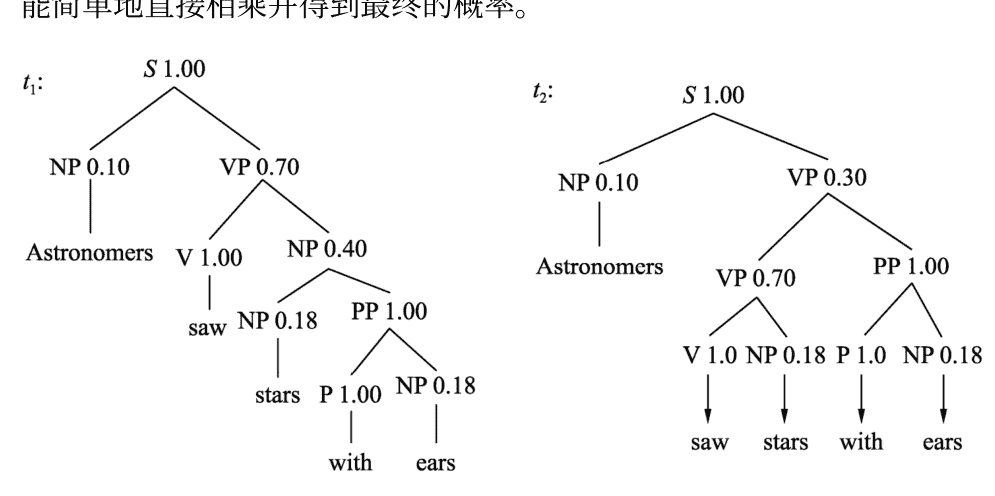 能简单地直接相乘并得到最终的概率。
t₁:
S 1.00
NP 0.10 VP 0.70
Astronomers V 1.00 NP 0.40
saw NP 0.18 PP 1.00
stars P 1.00 NP 0.18
with ears
t₂:
S 1.00
NP 0.10 VP 0.30
Astronomers VP 0.70 PP 1.00
V 1.0 NP 0.18 P 1.0 NP 0.18
saw stars with ears